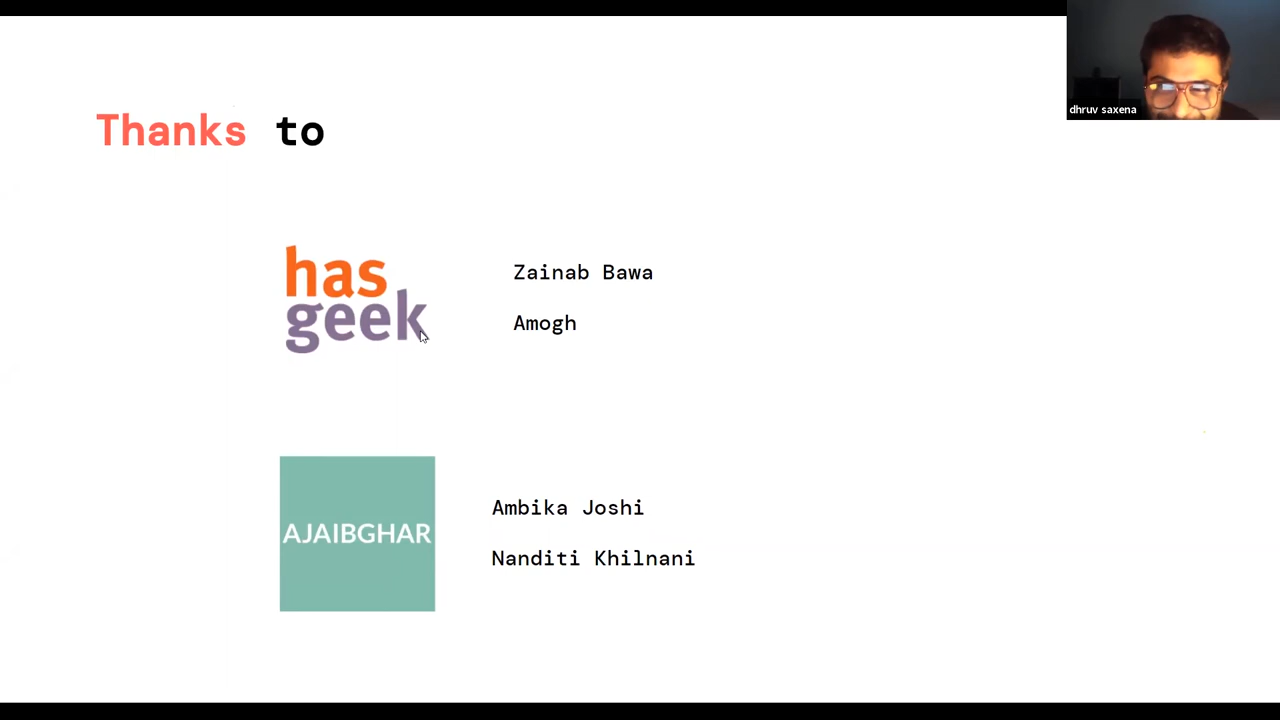 dhruv saxena
Thanks to
has
geek
Zainab Bawa
Amogh
AJAIBGHAR
Ambika Joshi
Nanditi Khilnani